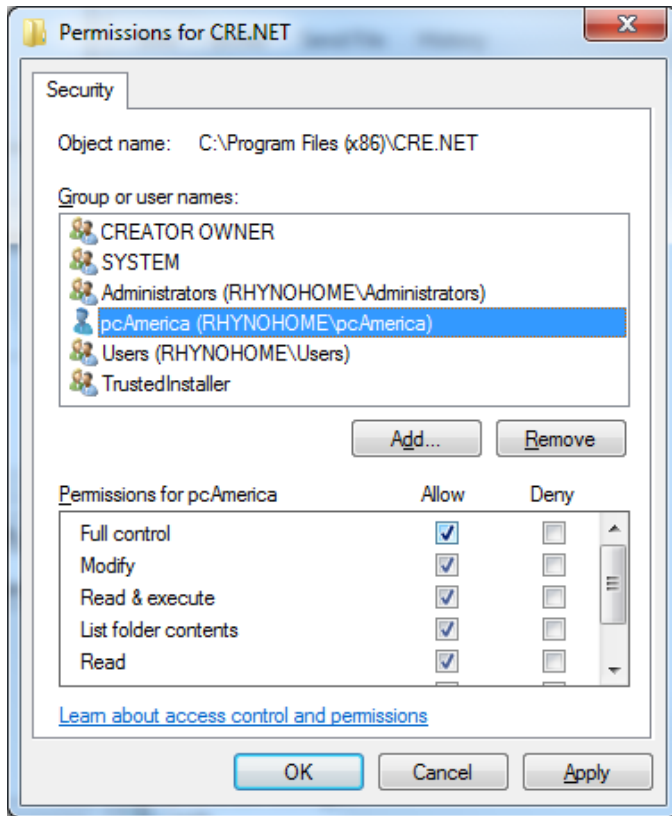 Permissions for CRE.NET
Security
Object name: C:\Program Files (x86)\CRE.NET
Group or user names:
CREATOR OWNER
SYSTEM
Administrators (RHYNOHOME\Administrators)
pcAmerica (RHYNOHOME\pcAmerica)
Users (RHYNOHOME\Users)
TrustedInstaller
Add... Remove
Permissions for pcAmerica Allow Deny
Full control
Modify
Read & execute
List folder contents
Read
Learn about access control and permissions
OK Cancel Apply